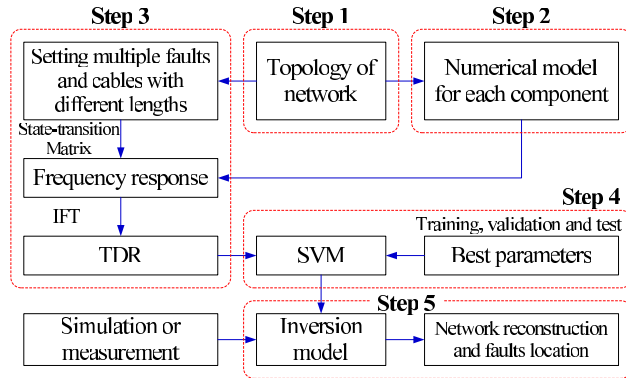 Step 3
Step 1
Step 2
Setting multiple faults
and cables with
different lengths
Topology of
network
Numerical model
for each component
State-transition
Matrix
Frequency response
Step 4
IFT
Training, validation and test
TDR
SVM
Best parameters
Step 5
Simulation or
measurement
Inversion
model
Network reconstruction
and faults location